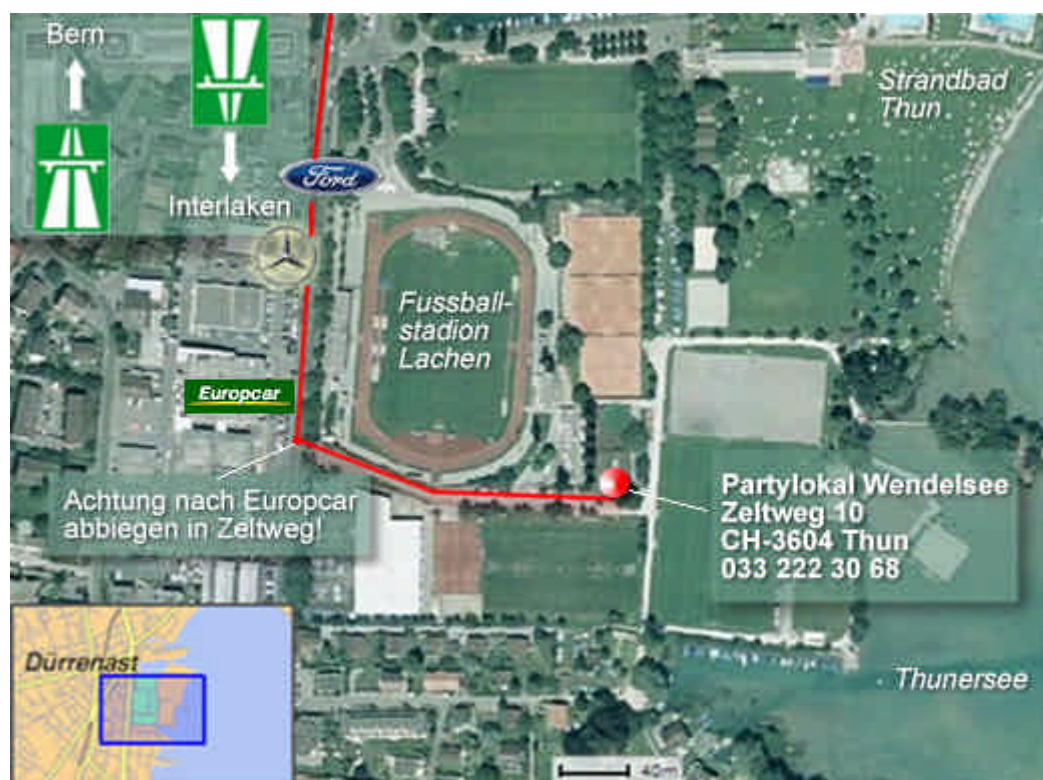 Bern
Interlaken
Ford
Strandbad
Thun
Fussball-
stadion
Lachen
Europcar
Achtung nach Europcar
abbiegen in Zeltweg!
Partylokal Wendelsee
Zeltweg 10
CH-3604 Thun
033 222 30 68
Dürrenast
Thunersee
40m